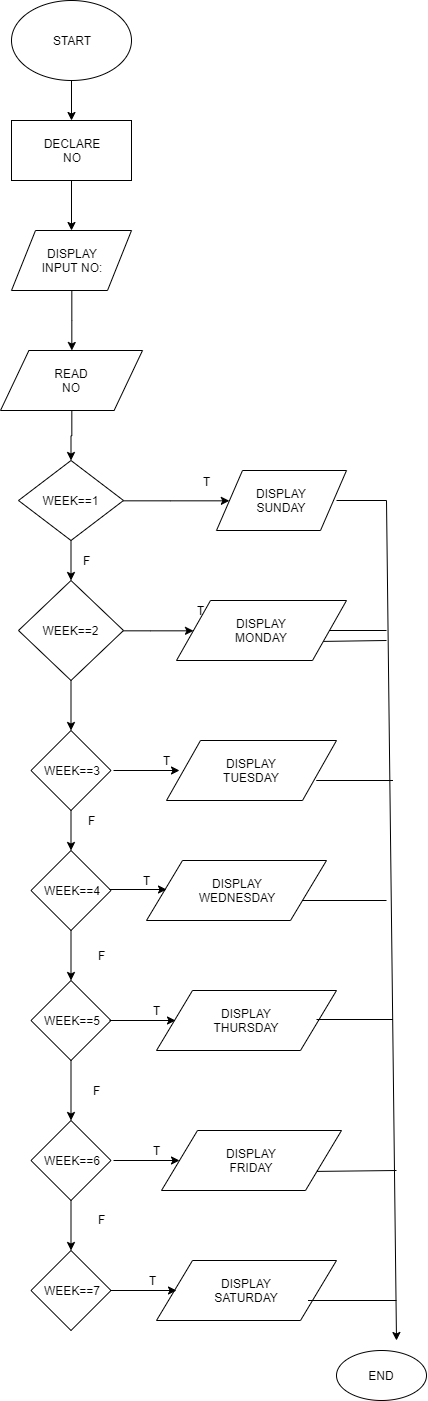 START
DECLARE
NO
DISPLAY
INPUT NO:
READ
NO
WEEK==1
T
DISPLAY
SUNDAY
F
WEEK==2
T
DISPLAY
MONDAY
WEEK==3
T
DISPLAY
TUESDAY
F
WEEK==4
T
DISPLAY
WEDNESDAY
F
WEEK==5
T
DISPLAY
THURSDAY
F
WEEK==6
T
DISPLAY
FRIDAY
F
WEEK==7
T
DISPLAY
SATURDAY
END